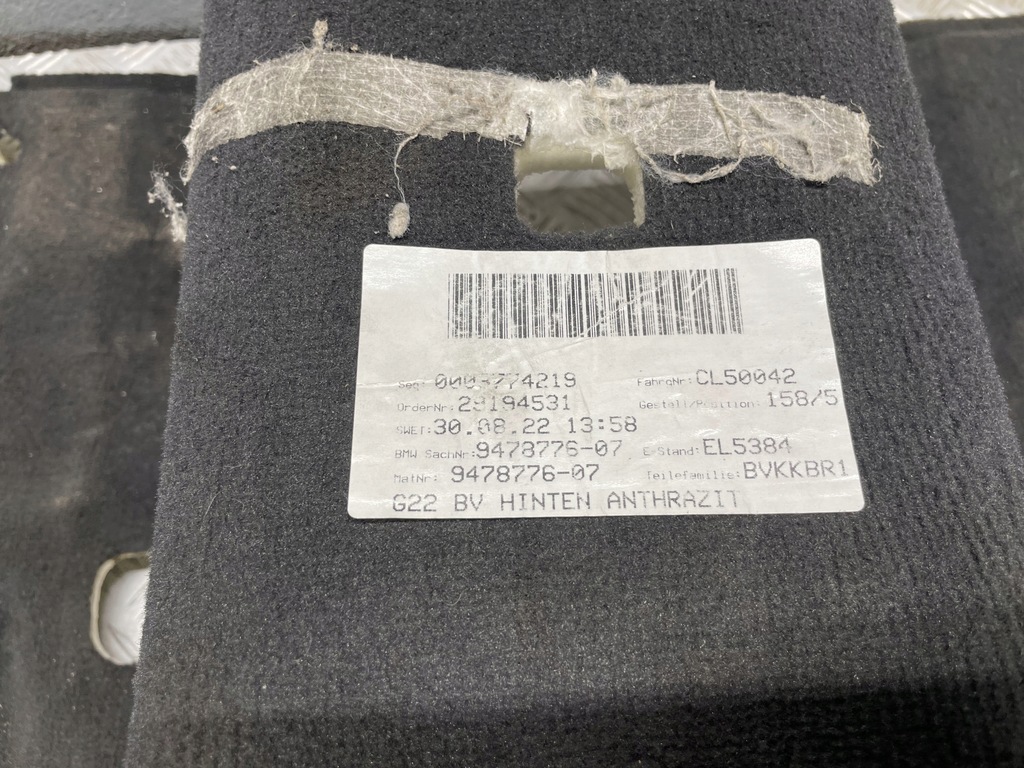 Seq: 0003774219 FahrgNr: CL50042
OrderNr: 29194531 Gestell/Position: 158/5
SWET: 30.08.22 13:58
BMW SachNr: 9478776-07 E-Stand: EL5384
MatNr: 9478776-07 Teilefamilie: BVKKBR1
G22 BV HINTEN ANTHRAZIT